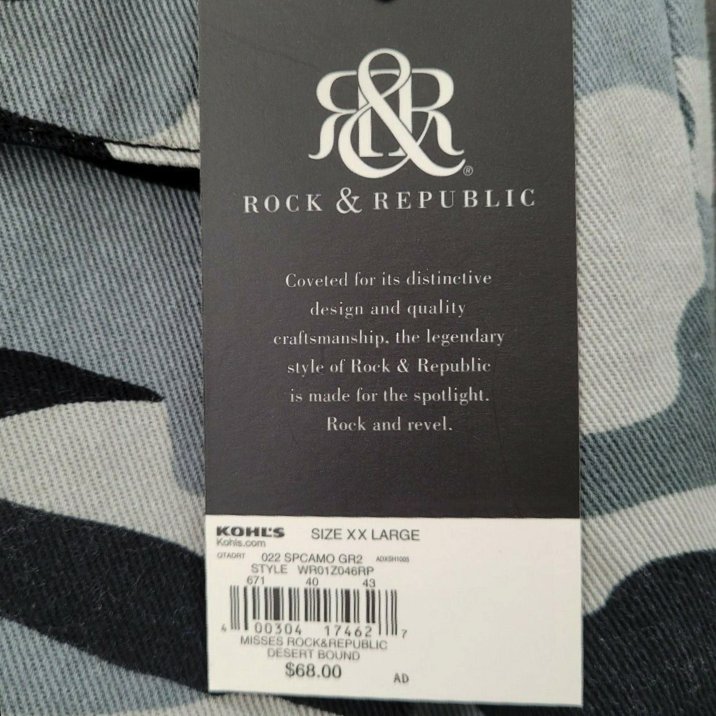 R&R
®
ROCK & REPUBLIC
Coveted for its distinctive
design and quality
craftsmanship, the legendary
style of Rock & Republic
is made for the spotlight.
Rock and revel.
KOHL'S SIZE XX LARGE
Kohls.com
QTADRT 022 SPCAMO GR2
STYLE WR01Z046RP
671 40 43
4 00304 17462 7
MISSES ROCK&REPUBLIC
DESERT BOUND
$68.00
AD